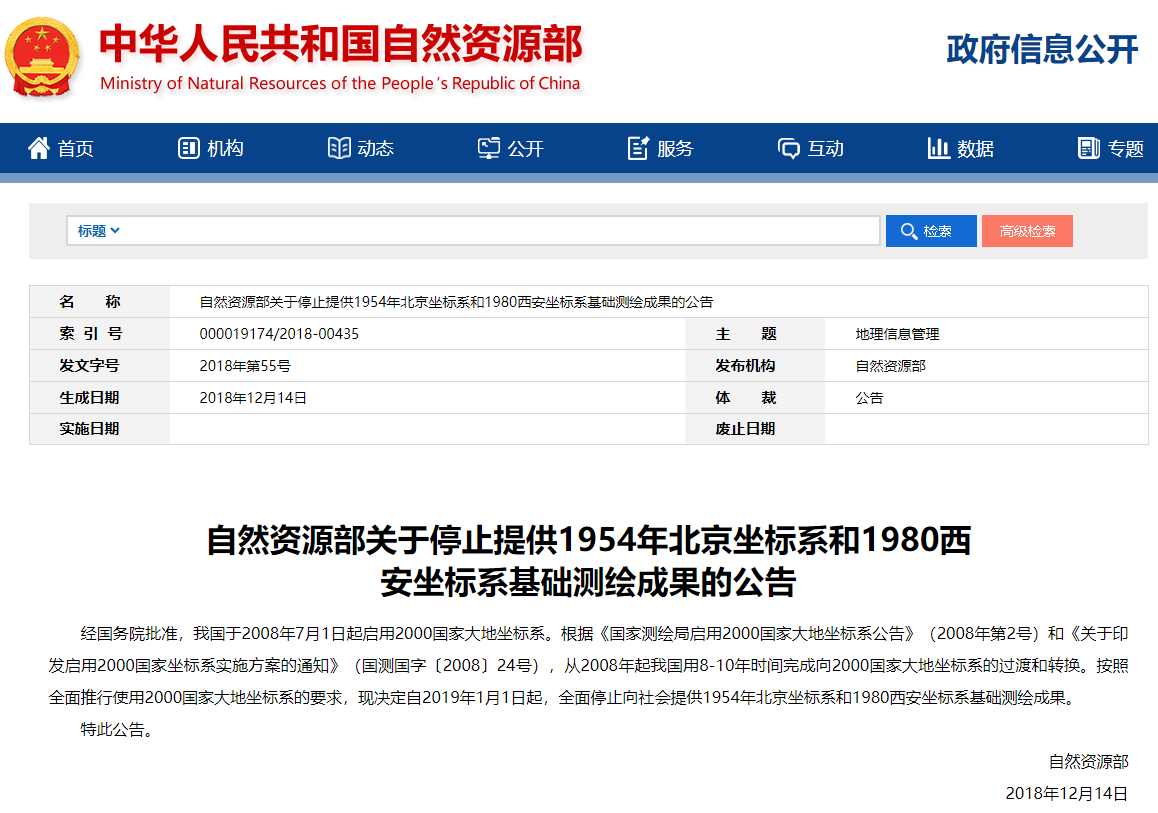 中华人民共和国自然资源部
Ministry of Natural Resources of the People's Republic of China
政府信息公开
首页 机构 动态 公开 服务 互动 数据 专题
标题 检索 高级检索
名 称 自然资源部关于停止提供1954年北京坐标系和1980西安坐标系基础测绘成果的公告
索 引 号 000019174/2018-00435 主 题 地理信息管理
发文字号 2018年第55号 发布机构 自然资源部
生成日期 2018年12月14日 体 裁 公告
实施日期 废止日期
自然资源部关于停止提供1954年北京坐标系和1980西
安坐标系基础测绘成果的公告
经国务院批准，我国于2008年7月1日起启用2000国家大地坐标系。根据《国家测绘局启用2000国家大地坐标系公告》（2008年第2号）和《关于印
发启用2000国家坐标系实施方案的通知》（国测国字〔2008〕24号），从2008年起我国用8-10年时间完成向2000国家大地坐标系的过渡和转换。按照
全面推行使用2000国家大地坐标系的要求，现决定自2019年1月1日起，全面停止向社会提供1954年北京坐标系和1980西安坐标系基础测绘成果。
特此公告。
自然资源部
2018年12月14日